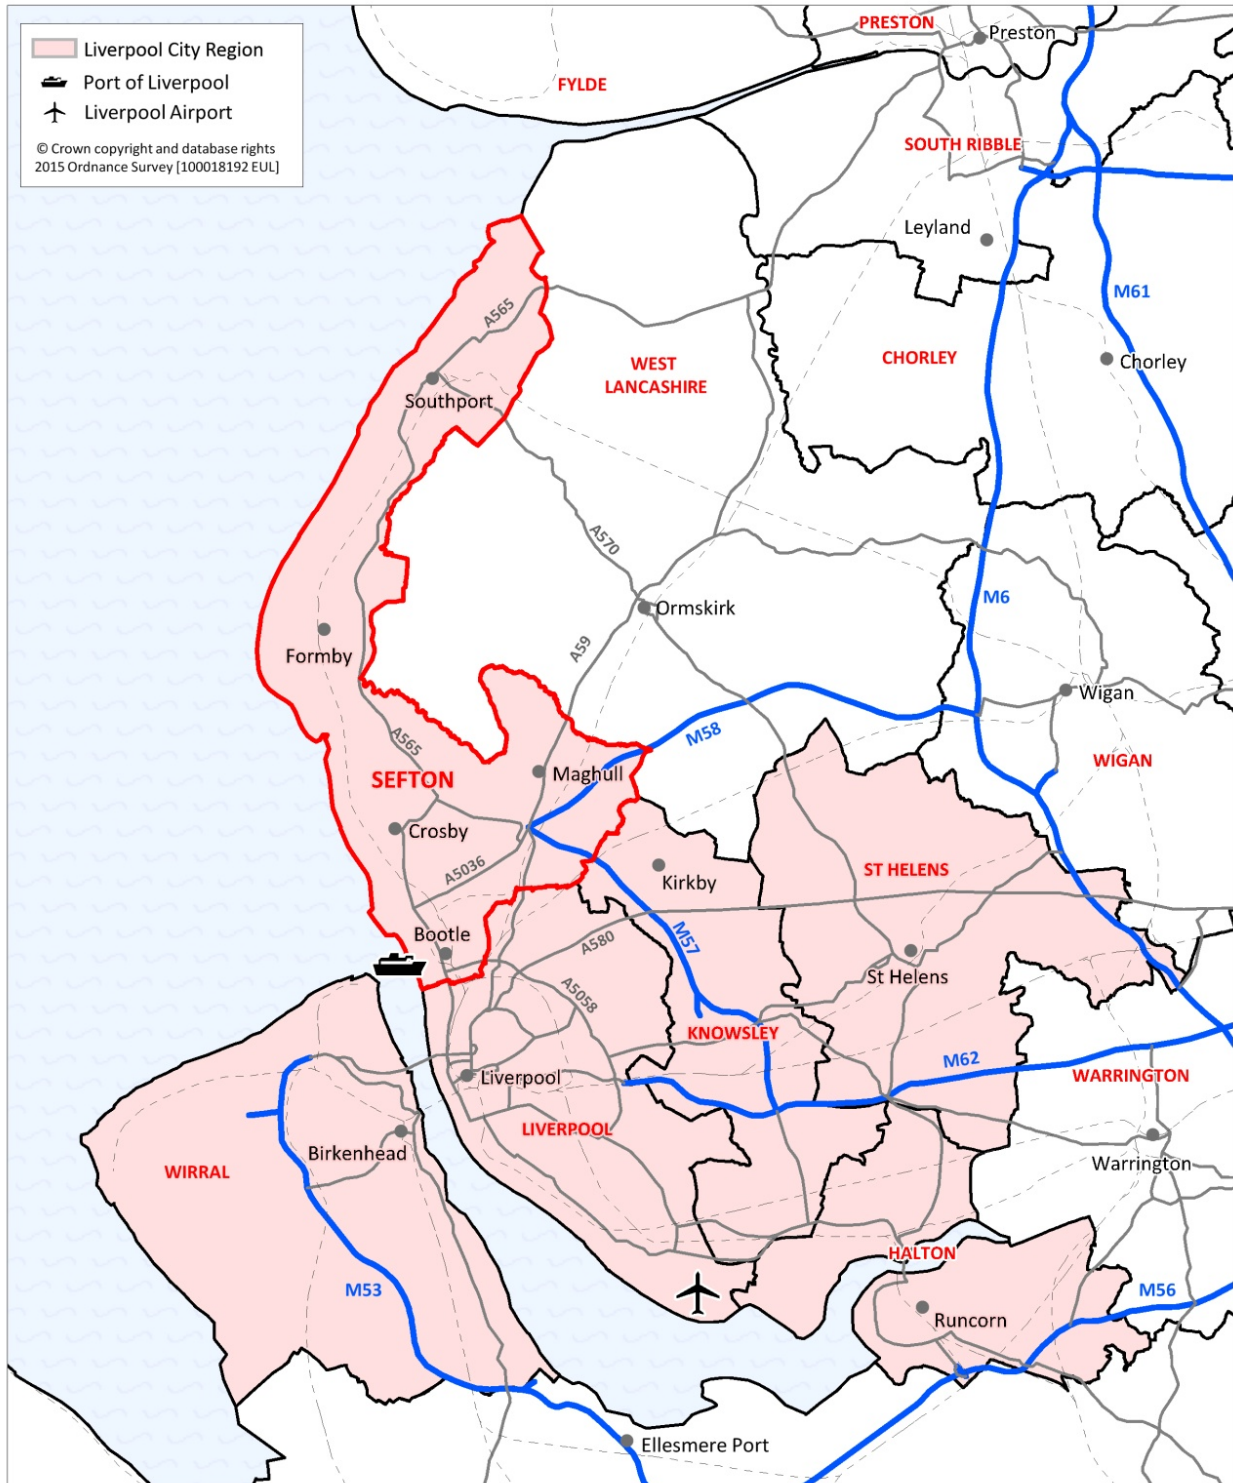 Liverpool City Region
Port of Liverpool
Liverpool Airport
© Crown copyright and database rights
2015 Ordnance Survey [100018192 EUL]
PRESTON
Preston
FYLDE
SOUTH RIBBLE
Leyland
M61
A565
WEST
LANCASHIRE
CHORLEY
Chorley
Southport
A570
M6
Ormskirk
A59
Formby
Wigan
M58
A565
WIGAN
SEFTON
Maghull
Crosby
A5036
Kirkby
ST HELENS
Bootle
A580
M57
St Helens
A5058
KNOWSLEY
M62
WARRINGTON
Liverpool
LIVERPOOL
Birkenhead
WIRRAL
Warrington
HALTON
M53
M56
Runcorn
Ellesmere Port